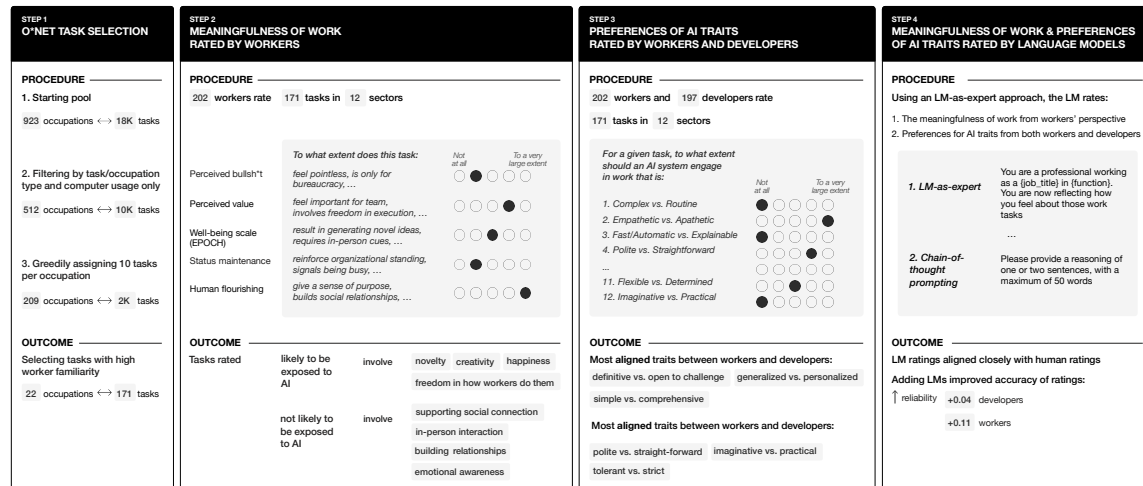 STEP 1
O*NET TASK SELECTION
PROCEDURE
1. Starting pool
923 occupations ↔ 18K tasks
2. Filtering by task/occupation
type and computer usage only
512 occupations ↔ 10K tasks
3. Greedily assigning 10 tasks
per occupation
209 occupations ↔ 2K tasks
OUTCOME
Selecting tasks with high
worker familiarity
22 occupations ↔ 171 tasks
STEP 2
MEANINGFULNESS OF WORK
RATED BY WORKERS
PROCEDURE
202 workers rate 171 tasks in 12 sectors
To what extent does this task:
Not
at all
To a very
large extent
Perceived bullsh*t
feel pointless, is only for
bureaucracy, ...
Perceived value
feel important for team,
involves freedom in execution, ...
Well-being scale
(EPOCH)
result in generating novel ideas,
requires in-person cues, ...
Status maintenance
reinforce organizational standing,
signals being busy, ...
Human flourishing
give a sense of purpose,
builds social relationships, ...
OUTCOME
Tasks rated
likely to be
exposed to
AI
involve
novelty creativity happiness
freedom in how workers do them
not likely to
be exposed
to AI
involve
supporting social connection
in-person interaction
building relationships
emotional awareness
STEP 3
PREFERENCES OF AI TRAITS
RATED BY WORKERS AND DEVELOPERS
PROCEDURE
202 workers and 197 developers rate
171 tasks in 12 sectors
For a given task, to what extent
should an AI system engage
in work that is:
Not
at all
To a very
large extent
1. Complex vs. Routine
2. Empathetic vs. Apathetic
3. Fast/Automatic vs. Explainable
4. Polite vs. Straightforward
...
11. Flexible vs. Determined
12. Imaginative vs. Practical
OUTCOME
Most aligned traits between workers and developers:
definitive vs. open to challenge generalized vs. personalized
simple vs. comprehensive
Most aligned traits between workers and developers:
polite vs. straight-forward imaginative vs. practical
tolerant vs. strict
STEP 4
MEANINGFULNESS OF WORK & PREFERENCES
OF AI TRAITS RATED BY LANGUAGE MODELS
PROCEDURE
Using an LM-as-expert approach, the LM rates:
1. The meaningfulness of work from workers' perspective
2. Preferences for AI traits from both workers and developers
1. LM-as-expert
You are a professional working
as a {job_title} in {function}.
You are now reflecting how
you feel about those work
tasks
...
2. Chain-of-
thought
prompting
Please provide a reasoning of
one or two sentences, with a
maximum of 50 words
OUTCOME
LM ratings aligned closely with human ratings
Adding LMs improved accuracy of ratings:
↑ reliability +0.04 developers
+0.11 workers